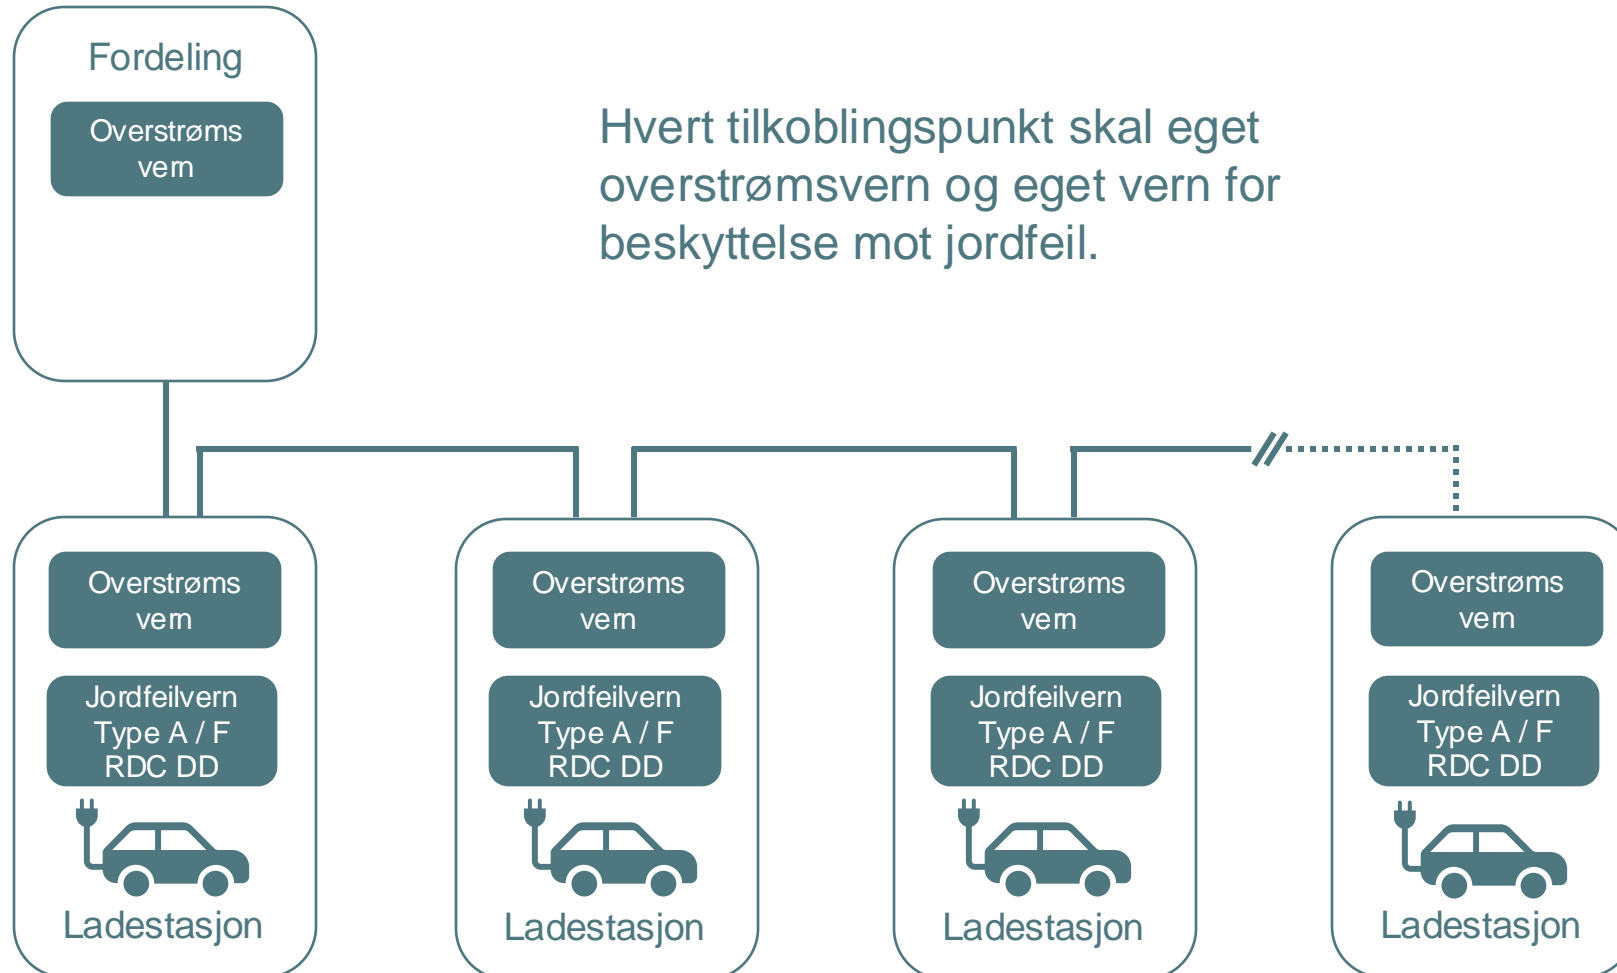 Fordeling
Overstrøms
vern
Hvert tilkoblingspunkt skal eget
overstrømsvern og eget vern for
beskyttelse mot jordfeil.
Overstrøms
vern
Jordfeilvern
Type A / F
RDC DD
Ladestasjon
Overstrøms
vern
Jordfeilvern
Type A / F
RDC DD
Ladestasjon
Overstrøms
vern
Jordfeilvern
Type A / F
RDC DD
Ladestasjon
Overstrøms
vern
Jordfeilvern
Type A / F
RDC DD
Ladestasjon